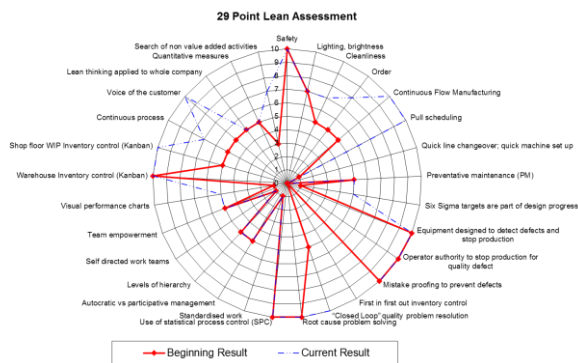 29 Point Lean Assessment
Safety
Search of non value added activities
Lighting, brightness
Quantitative measures
Cleanliness
Lean thinking applied to whole company
Order
Voice of the customer
Continuous Flow Manufacturing
Continuous process
Pull scheduling
Shop floor WIP Inventory control (Kanban)
Quick line changeover; quick machine set up
Warehouse Inventory control (Kanban)
Preventative maintenance (PM)
Visual performance charts
Six Sigma targets are part of design progress
Team empowerment
Equipment designed to detect defects and
stop production
Self directed work teams
Operator authority to stop production for
quality defect
Levels of hierarchy
Mistake proofing to prevent defects
Autocratic vs participative management
First in first out inventory control
Standardised work
"Closed Loop" quality problem resolution
Use of statistical process control (SPC)
Root cause problem solving
10
9
8
7
6
5
4
3
2
1
0
Beginning Result
Current Result